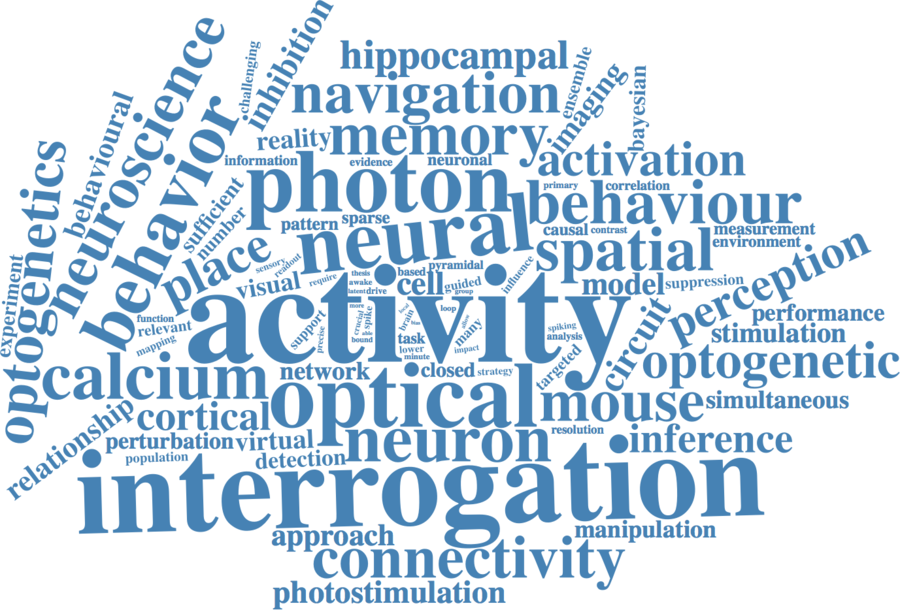 hippocampal
navigation
memory
reality
inhibition
challenging
ensemble
imaging
bayesian
neuroscience
behavioural
behavior
optogenetics
experiment
information
evidence
neuronal
photon
activation
primary
correlation
behaviour
sufficient
number
pattern
sparse
neural
causal
contrast
measurement
environment
spatial
place
sensory
readout
visual
require
thesis
awake
latent
drive
based
pyramidal
cell
guided
group
influence
model
suppression
perception
activity
function
relevant
mapping
support
precise
more
crucial
able
spike
bound
brain
bias
loop
allow
many
task
lower
minute
impact
spiking
analysis
targeted
circuit
performance
stimulation
optogenetic
calcium
network
closed
strategy
optical
mouse
simultaneous
cortical
relationship
perturbation
virtual
neuron
resolution
inference
population
detection
interrogation
approach
manipulation
connectivity
photostimulation